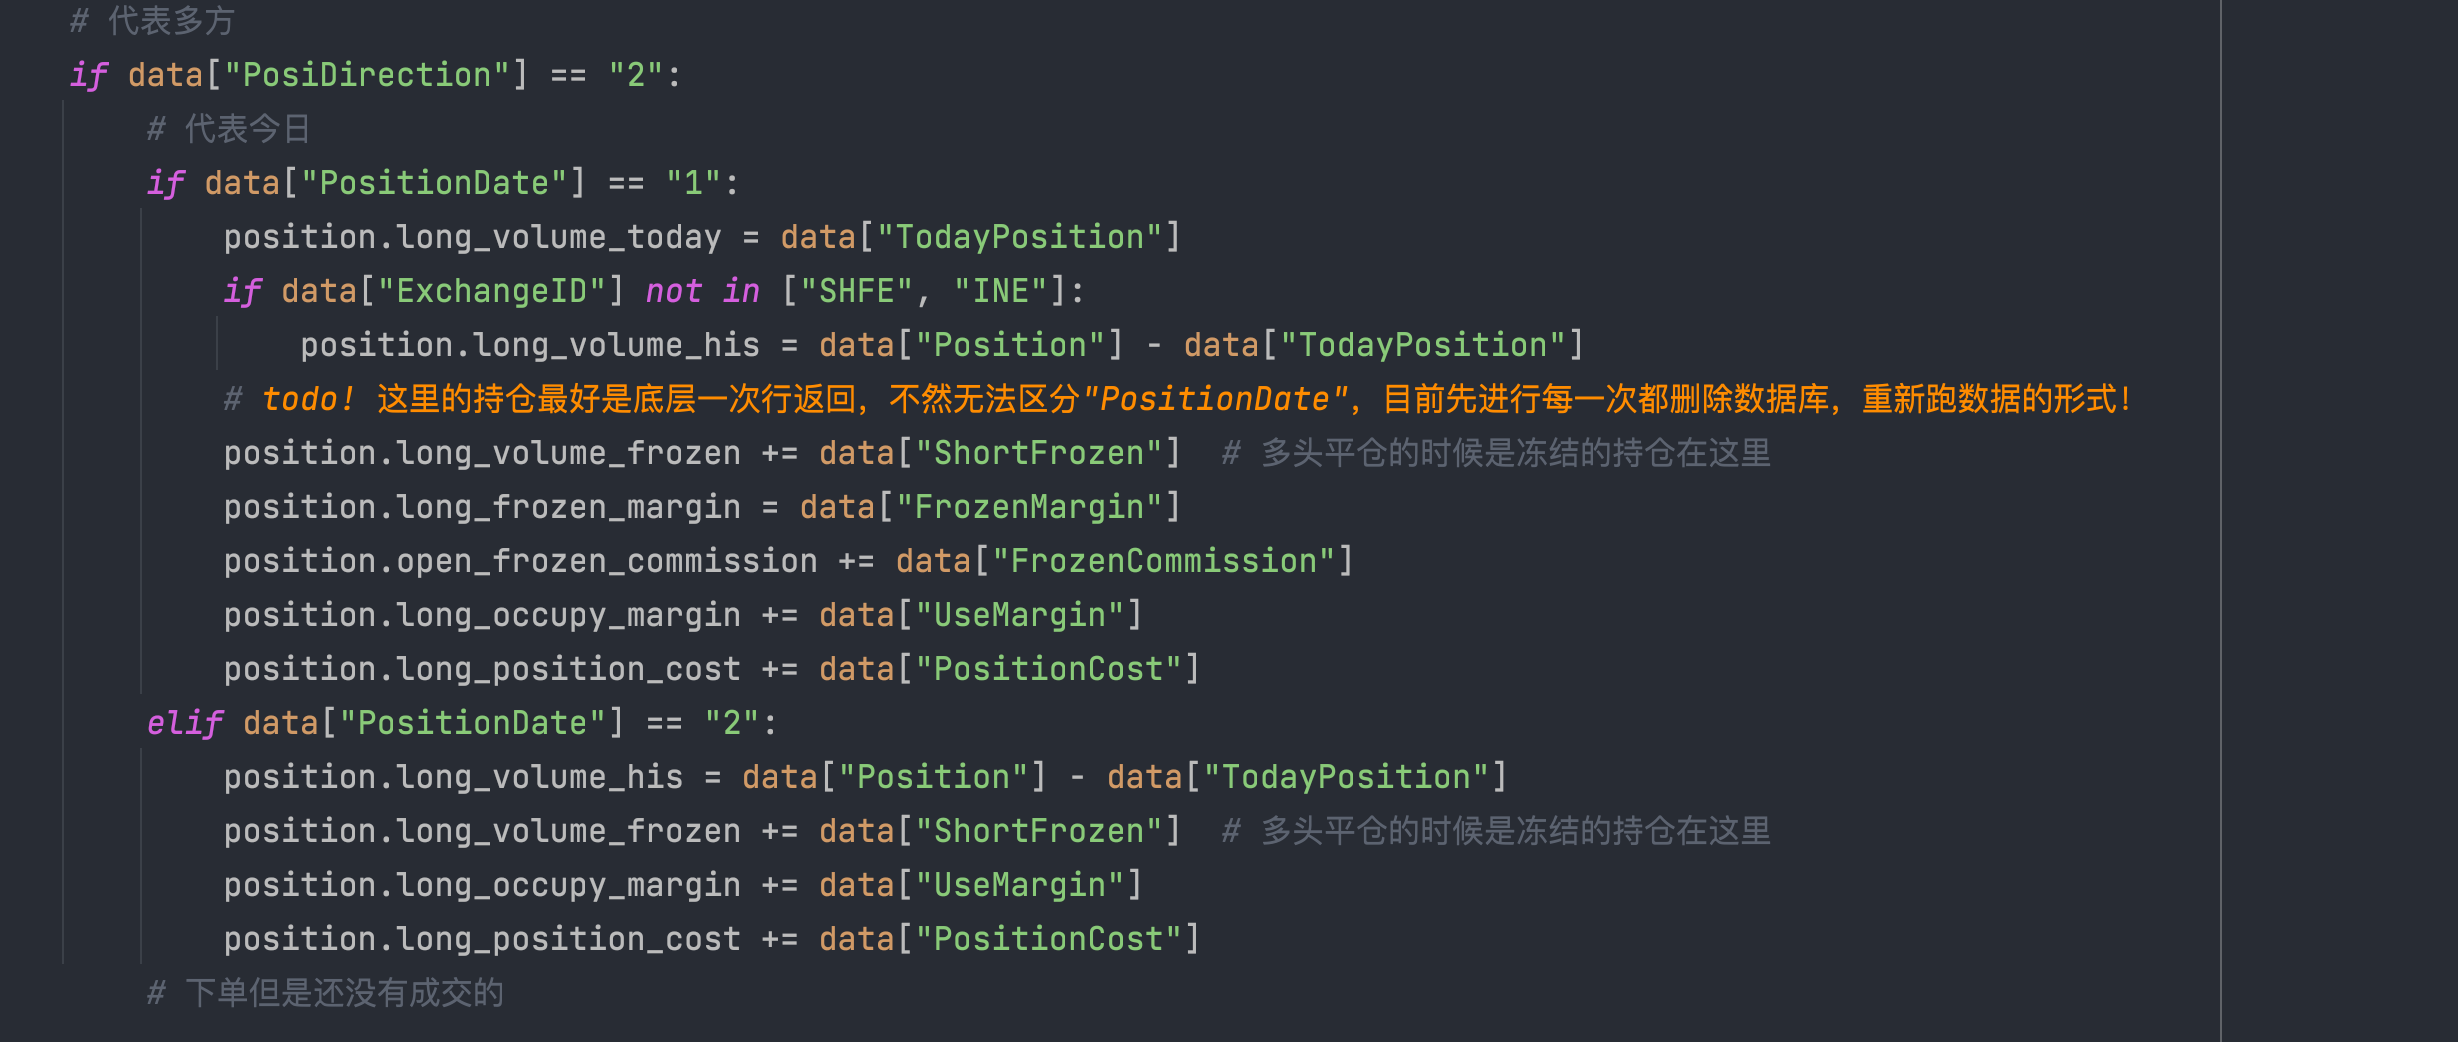 # 代表多方
if data["PosiDirection"] == "2":
# 代表今日
if data["PositionDate"] == "1":
position.long_volume_today = data["TodayPosition"]
if data["ExchangeID"] not in ["SHFE", "INE"]:
position.long_volume_his = data["Position"] - data["TodayPosition"]
# todo! 这里的持仓最好是底层一次行返回，不然无法区分"PositionDate"，目前先进行每一次都删除数据库，重新跑数据的形式！
position.long_volume_frozen += data["ShortFrozen"]  # 多头平仓的时候是冻结的持仓在这里
position.long_frozen_margin = data["FrozenMargin"]
position.open_frozen_commission += data["FrozenCommission"]
position.long_occupy_margin += data["UseMargin"]
position.long_position_cost += data["PositionCost"]
elif data["PositionDate"] == "2":
position.long_volume_his = data["Position"] - data["TodayPosition"]
position.long_volume_frozen += data["ShortFrozen"]  # 多头平仓的时候是冻结的持仓在这里
position.long_occupy_margin += data["UseMargin"]
position.long_position_cost += data["PositionCost"]
# 下单但是还没有成交的